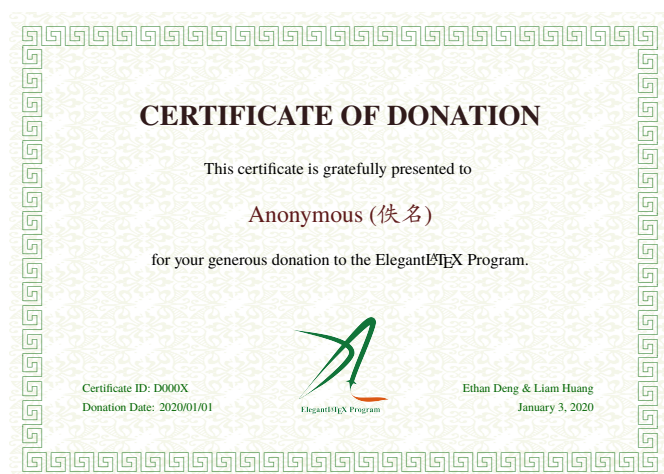 CERTIFICATE OF DONATION
This certificate is gratefully presented to
Anonymous (佚名)
for your generous donation to the ElegantLATEX Program.
ElegantLATEX Program
Certificate ID: D000X
Donation Date: 2020/01/01
Ethan Deng & Liam Huang
January 3, 2020